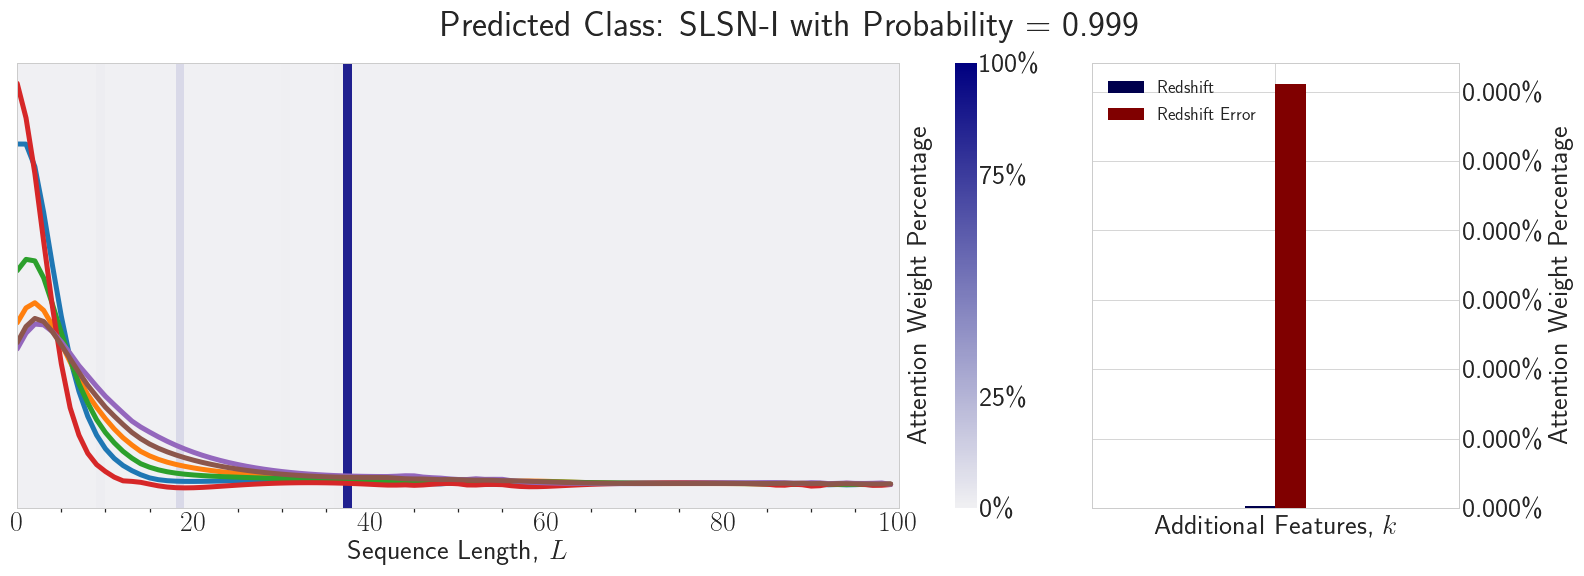 Predicted Class: SLSN-I with Probability = 0.999
0
20
40
60
80
100
Sequence Length, L
100%
75%
25%
0%
Attention Weight Percentage
Redshift
Redshift Error
0.000%
0.000%
0.000%
0.000%
0.000%
0.000%
0.000%
Additional Features, k
Attention Weight Percentage